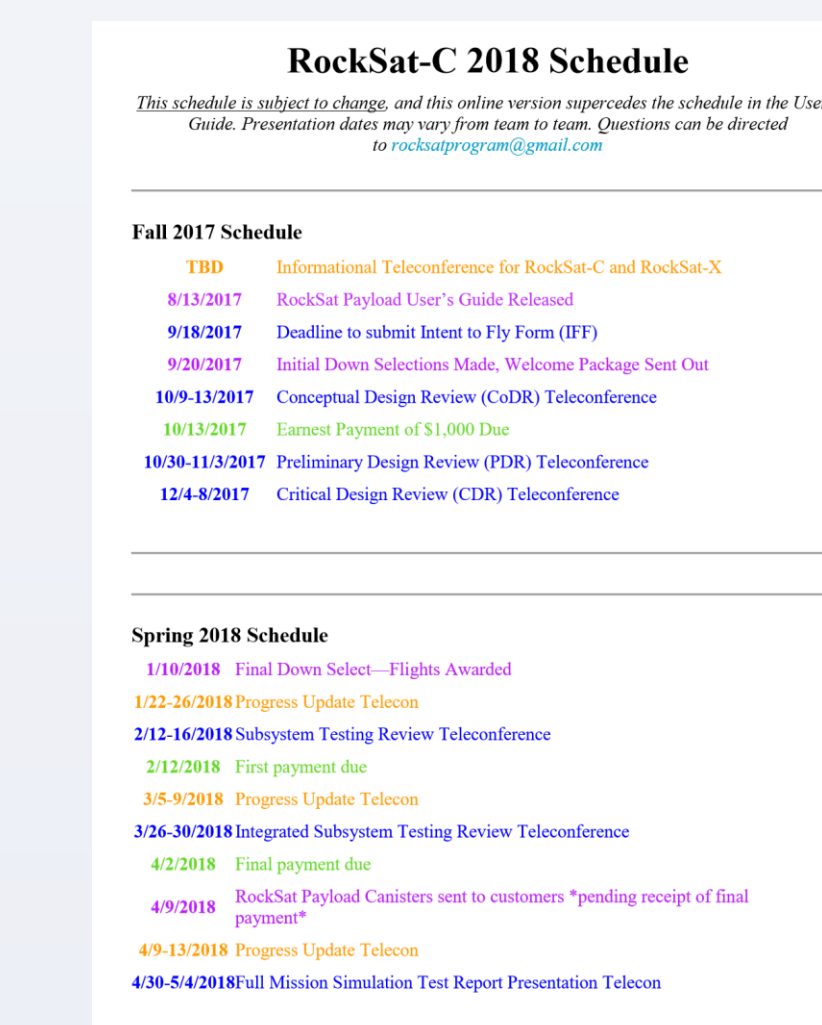 RockSat-C 2018 Schedule
This schedule is subject to change, and this online version supercedes the schedule in the Use
Guide. Presentation dates may vary from team to team. Questions can be directed
to rocksatprogram@gmail.com
Fall 2017 Schedule
TBD Informational Teleconference for RockSat-C and RockSat-X
8/13/2017 RockSat Payload User’s Guide Released
9/18/2017 Deadline to submit Intent to Fly Form (IFF)
9/20/2017 Initial Down Selections Made, Welcome Package Sent Out
10/9-13/2017 Conceptual Design Review (CoDR) Teleconference
10/13/2017 Earnest Payment of $1,000 Due
10/30-11/3/2017 Preliminary Design Review (PDR) Teleconference
12/4-8/2017 Critical Design Review (CDR) Teleconference
Spring 2018 Schedule
1/10/2018 Final Down Select—Flights Awarded
1/22-26/2018 Progress Update Telecon
2/12-16/2018 Subsystem Testing Review Teleconference
2/12/2018 First payment due
3/5-9/2018 Progress Update Telecon
3/26-30/2018 Integrated Subsystem Testing Review Teleconference
4/2/2018 Final payment due
4/9/2018 RockSat Payload Canisters sent to customers *pending receipt of final
payment*
4/9-13/2018 Progress Update Telecon
4/30-5/4/2018 Full Mission Simulation Test Report Presentation Telecon